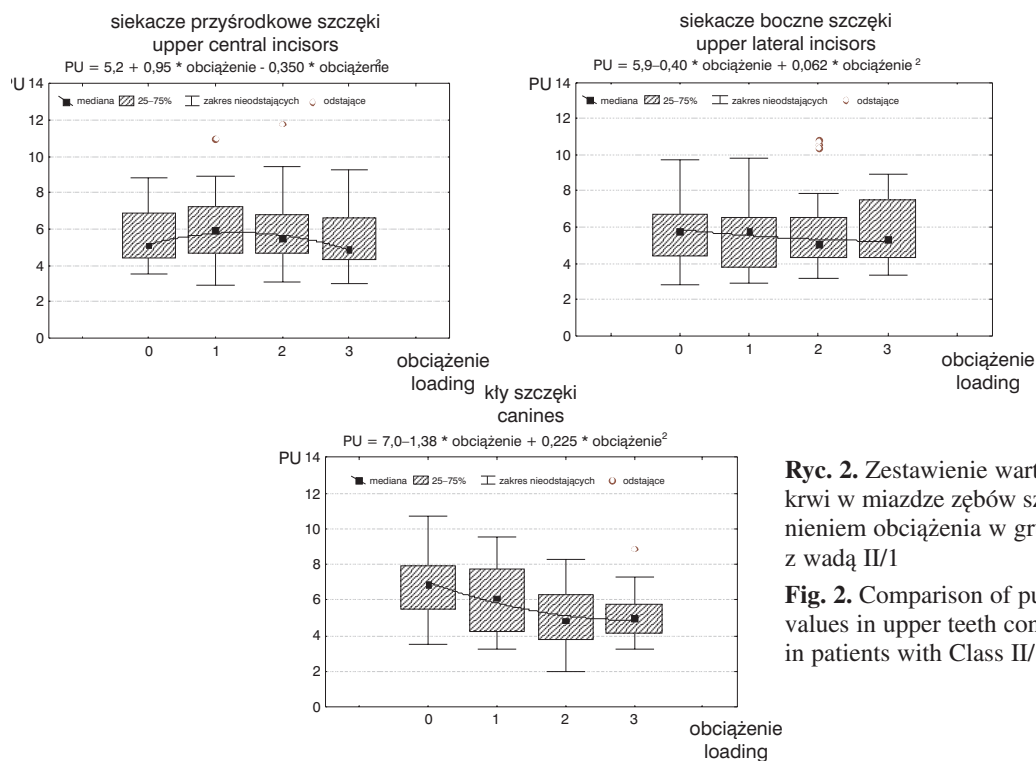 siekacze przyśrodkowe szczęki
upper central incisors
PU = 5,2 + 0,95 * obciążenie - 0,350 * obciążenie²
PU 14
mediana 25–75% zakres nieodstających odstające
12
10
8
6
4
2
0
0 1 2 3
obciążenie
loading
siekacze boczne szczęki
upper lateral incisors
PU = 5,9–0,40 * obciążenie + 0,062 * obciążenie ²
PU 14
mediana 25–75% zakres nieodstających odstające
12
10
8
6
4
2
0
0 1 2 3
obciążenie
loading
kły szczęki
canines
PU = 7,0–1,38 * obciążenie + 0,225 * obciążenie²
PU 14
mediana 25–75% zakres nieodstających odstające
12
10
8
6
4
2
0
0 1 2 3
obciążenie
loading
Ryc. 2. Zestawienie wart
krwi w miazdze zębów sz
nieniem obciążenia w gr
z wadą II/1
Fig. 2. Comparison of pu
values in upper teeth con
in patients with Class II/